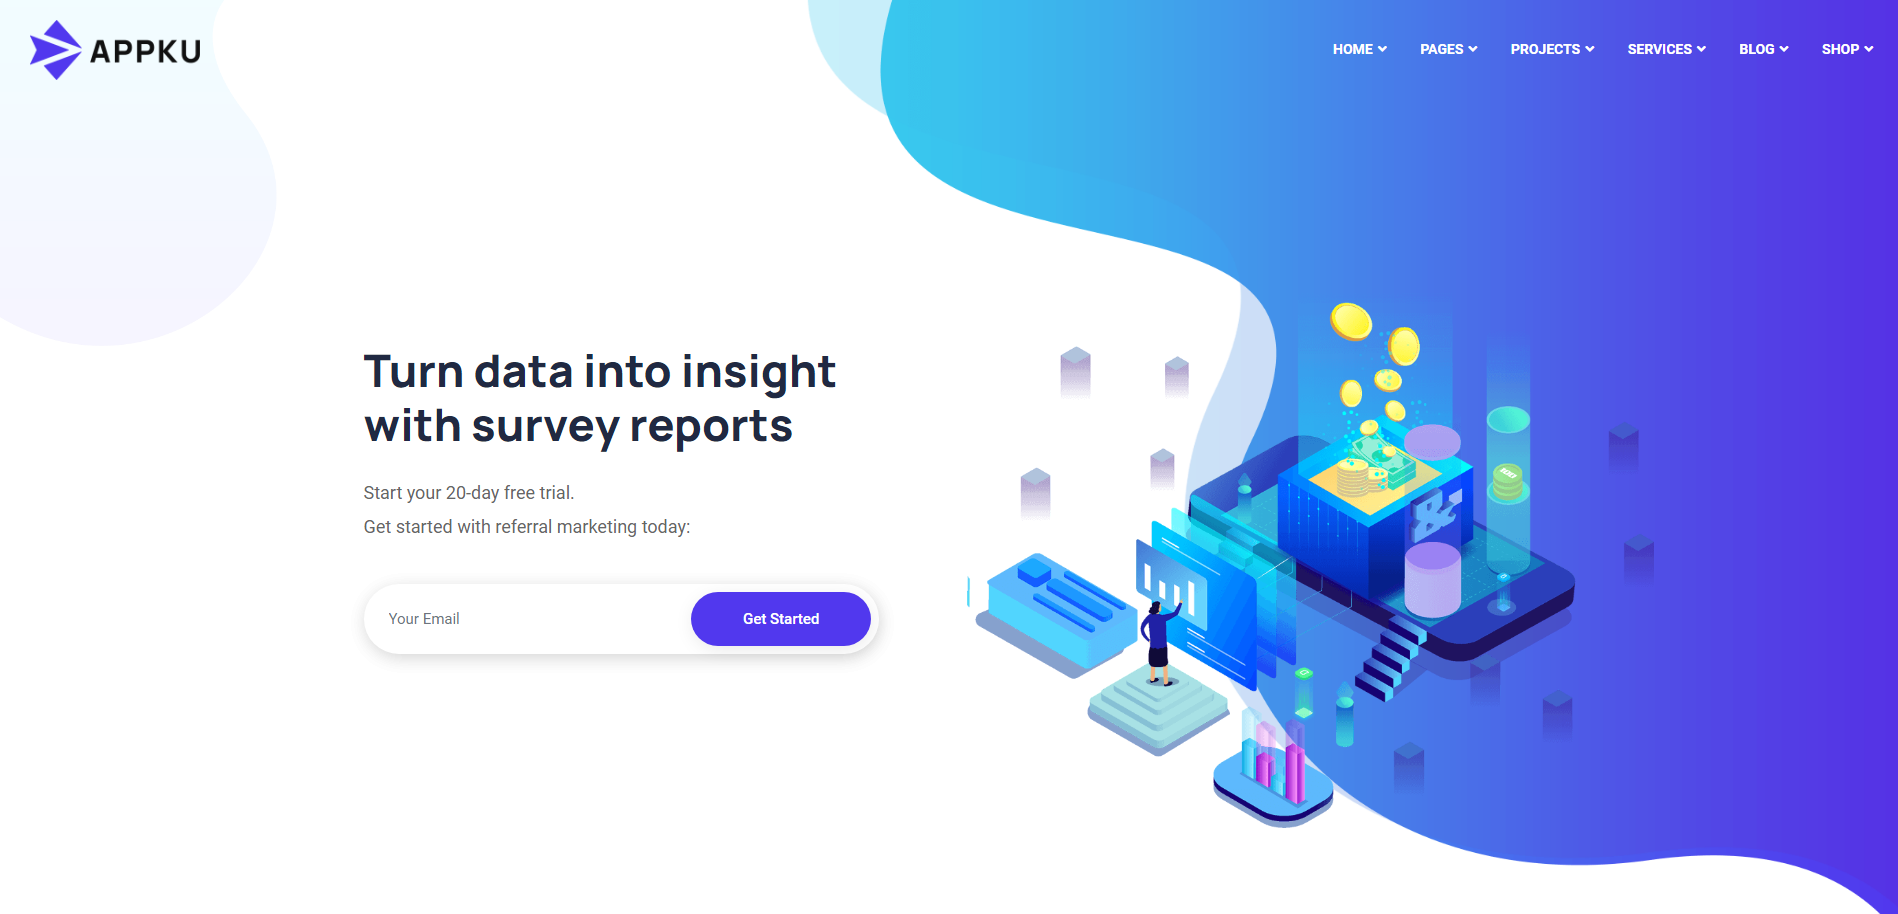 APPKU
HOME PAGES PROJECTS SERVICES BLOG SHOP
Turn data into insight
with survey reports
Start your 20-day free trial.
Get started with referral marketing today:
Your Email
Get Started